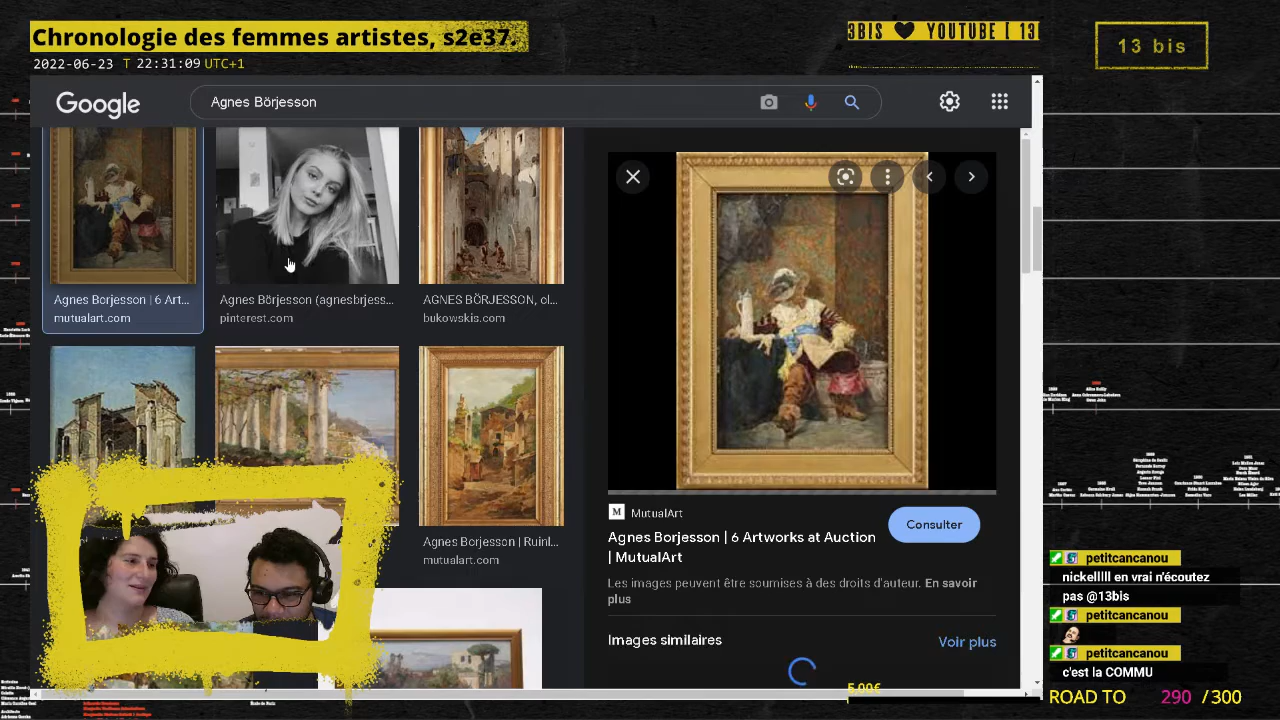 Chronologie des femmes artistes, s2e37.
2022-06-23 T 22:31:09 UTC+1
3BIS ♥ YOUTUBE [ 13
13 bis
Google
Agnes Börjesson
Agnes Borjesson | 6 Art...
mutualart.com
Agnes Börjesson (agnesbrjess...
pinterest.com
AGNES BÖRJESSON, ol...
bukowskis.com
Agnes Borjesson | Ruinl...
mutualart.com
M MutualArt
Agnes Borjesson | 6 Artworks at Auction
| MutualArt
Consulter
Les images peuvent être soumises à des droits d'auteur. En savoir
plus
Images similaires
Voir plus
5,00€
petitcancanou
nickelllll en vrai n'écoutez
pas @13bis
petitcancanou
petitcancanou
c'est la COMMU
ROAD TO 290 / 300